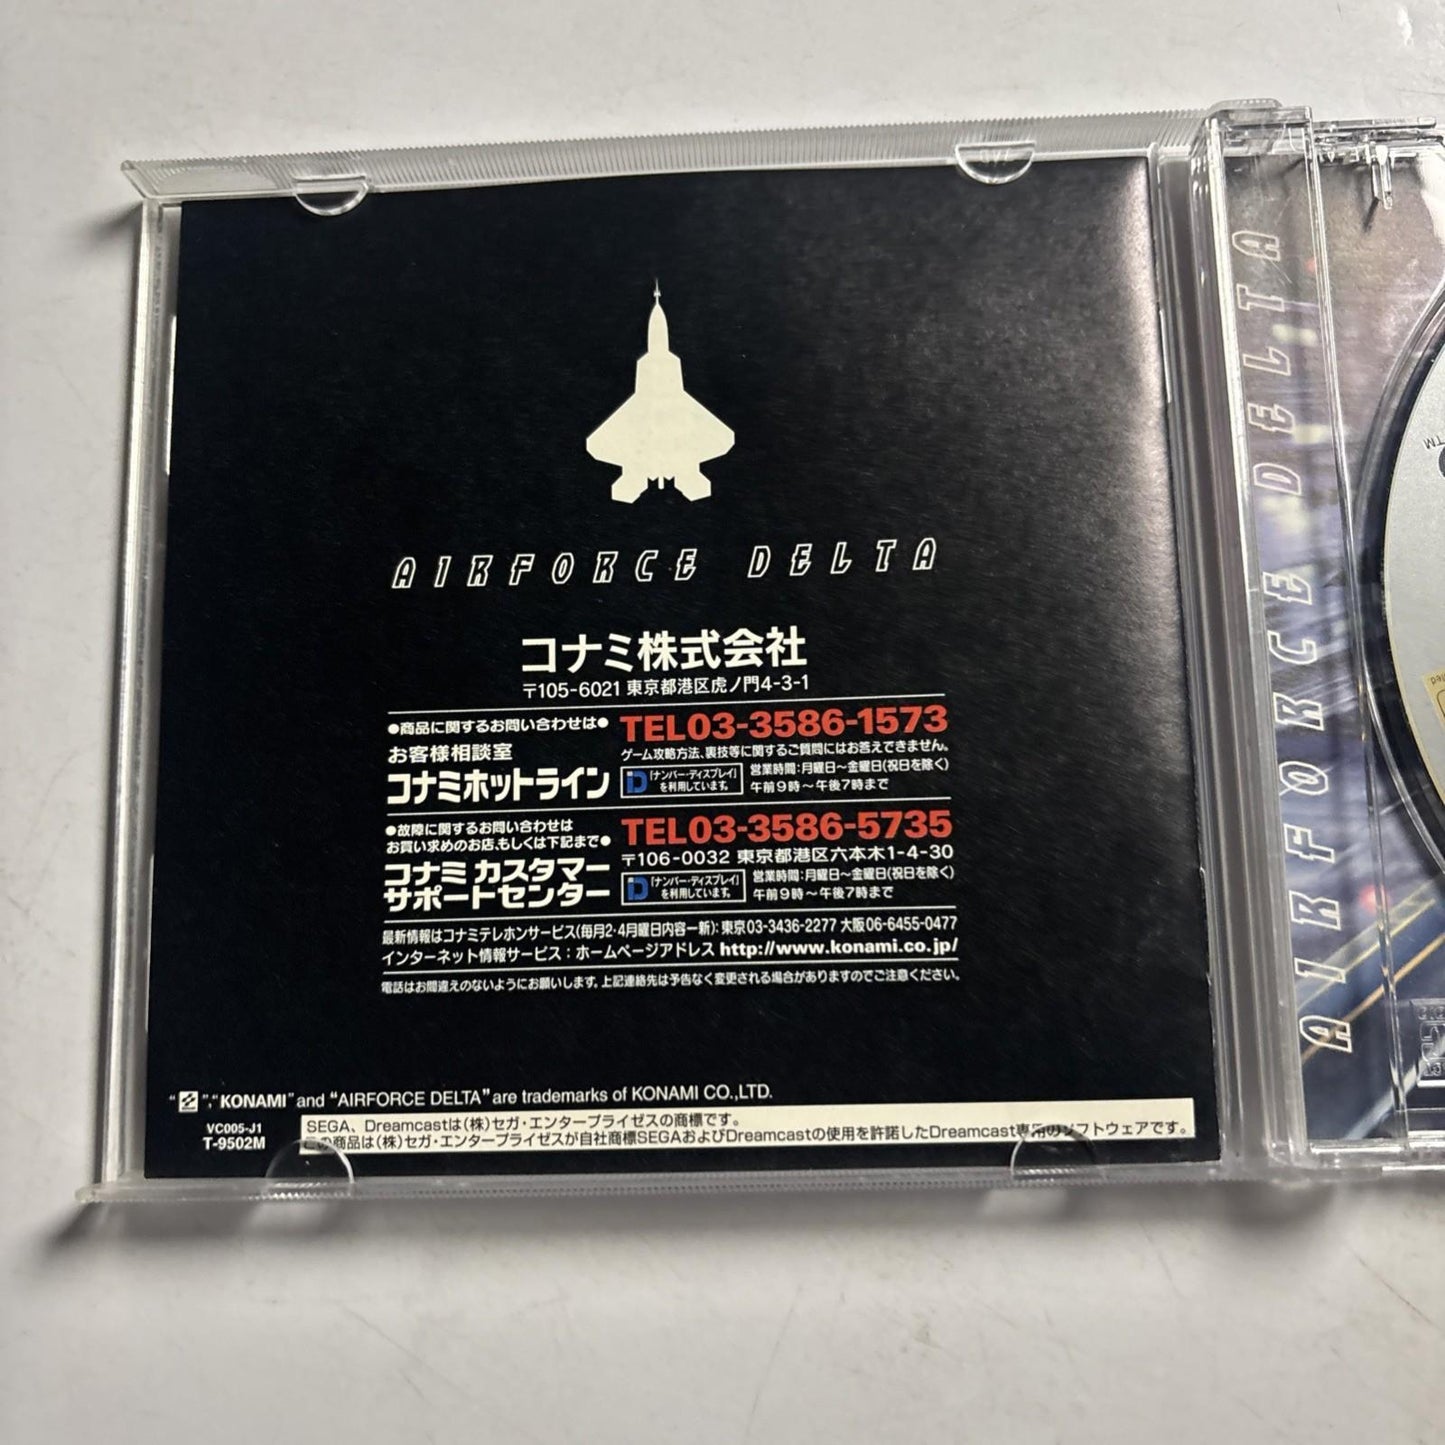 AIRFORCE DELTA
コナミ株式会社
〒105-6021 東京都港区虎ノ門4-3-1
●商品に関するお問い合わせは●
お客様相談室
コナミホットライン
TEL03-3586-1573
ゲーム攻略方法、裏技等に関するご質問にはお答えできません。
「ナンバー・ディスプレイ」
を利用しています。
営業時間:月曜日〜金曜日(祝日を除く)
午前9時〜午後7時まで
●故障に関するお問い合わせは
お買い求めのお店、もしくは下記まで●
コナミ カスタマー
サポートセンター
TEL03-3586-5735
〒106-0032 東京都港区六本木1-4-30
「ナンバー・ディスプレイ」
を利用しています。
営業時間:月曜日〜金曜日(祝日を除く)
午前9時〜午後7時まで
最新情報はコナミテレホンサービス(毎月2・4月曜日内容一新):東京03-3436-2277 大阪06-6455-0477
インターネット情報サービス:ホームページアドレス http://www.konami.co.jp/
電話はお間違えのないようにお願いします。上記連絡先は予告なく変更される場合がありますのでご注意ください。
“ ”,“KONAMI” and “AIRFORCE DELTA” are trademarks of KONAMI CO.,LTD.
VC005-J1
T-9502M
SEGA、Dreamcastは(株)セガ・エンタープライゼスの商標です。
この商品は(株)セガ・エンタープライゼスが自社商標SEGAおよびDreamcastの使用を許諾したDreamcast専用のソフトウェアです。
AIRFORCE DELTA
TM